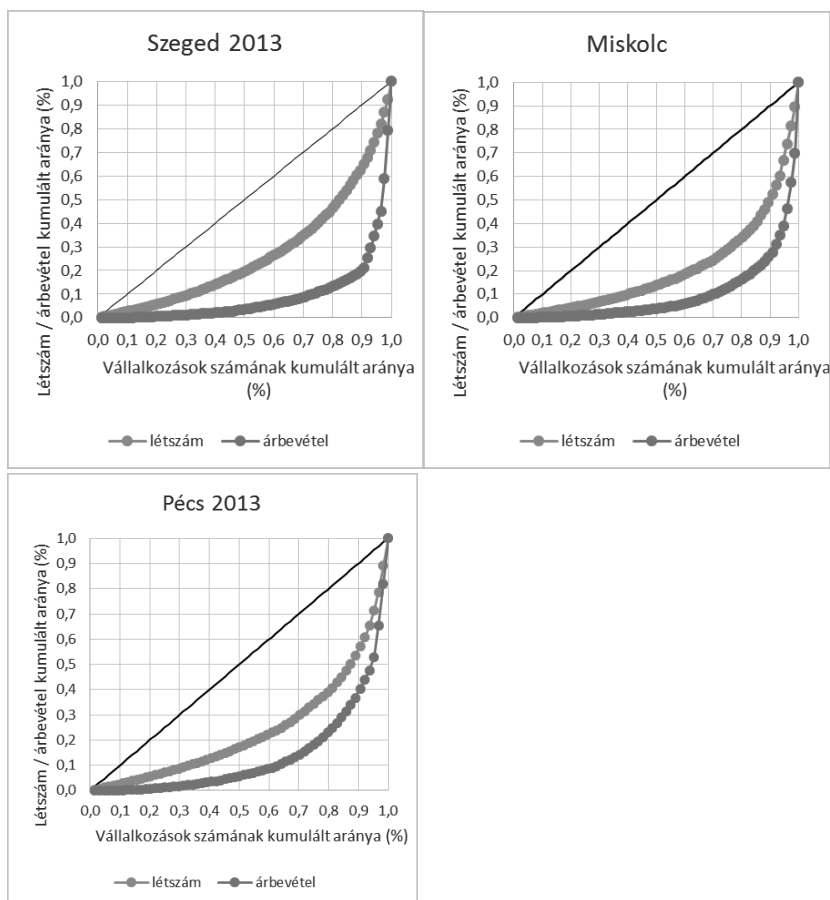 Szeged 2013
Létszám / árbevétel kumulált aránya (%)
1,0
0,9
0,8
0,7
0,6
0,5
0,4
0,3
0,2
0,1
0,0
0,0 0,1 0,2 0,3 0,4 0,5 0,6 0,7 0,8 0,9 1,0
Vállalkozások számának kumulált aránya
(%)
létszám árbevétel
Miskolc
Létszám / árbevétel kumulált aránya (%)
1,0
0,9
0,8
0,7
0,6
0,5
0,4
0,3
0,2
0,1
0,0
0,0 0,1 0,2 0,3 0,4 0,5 0,6 0,7 0,8 0,9 1,0
Vállalkozások számának kumulált aránya
(%)
létszám árbevétel
Pécs 2013
Létszám / árbevétel kumulált aránya (%)
1,0
0,9
0,8
0,7
0,6
0,5
0,4
0,3
0,2
0,1
0,0
0,0 0,1 0,2 0,3 0,4 0,5 0,6 0,7 0,8 0,9 1,0
Vállalkozások számának kumulált aránya (%)
létszám árbevétel